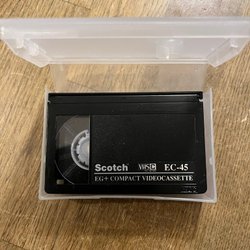 Scotch VHS C EC-45
EG+ COMPACT VIDEOCASSETTE